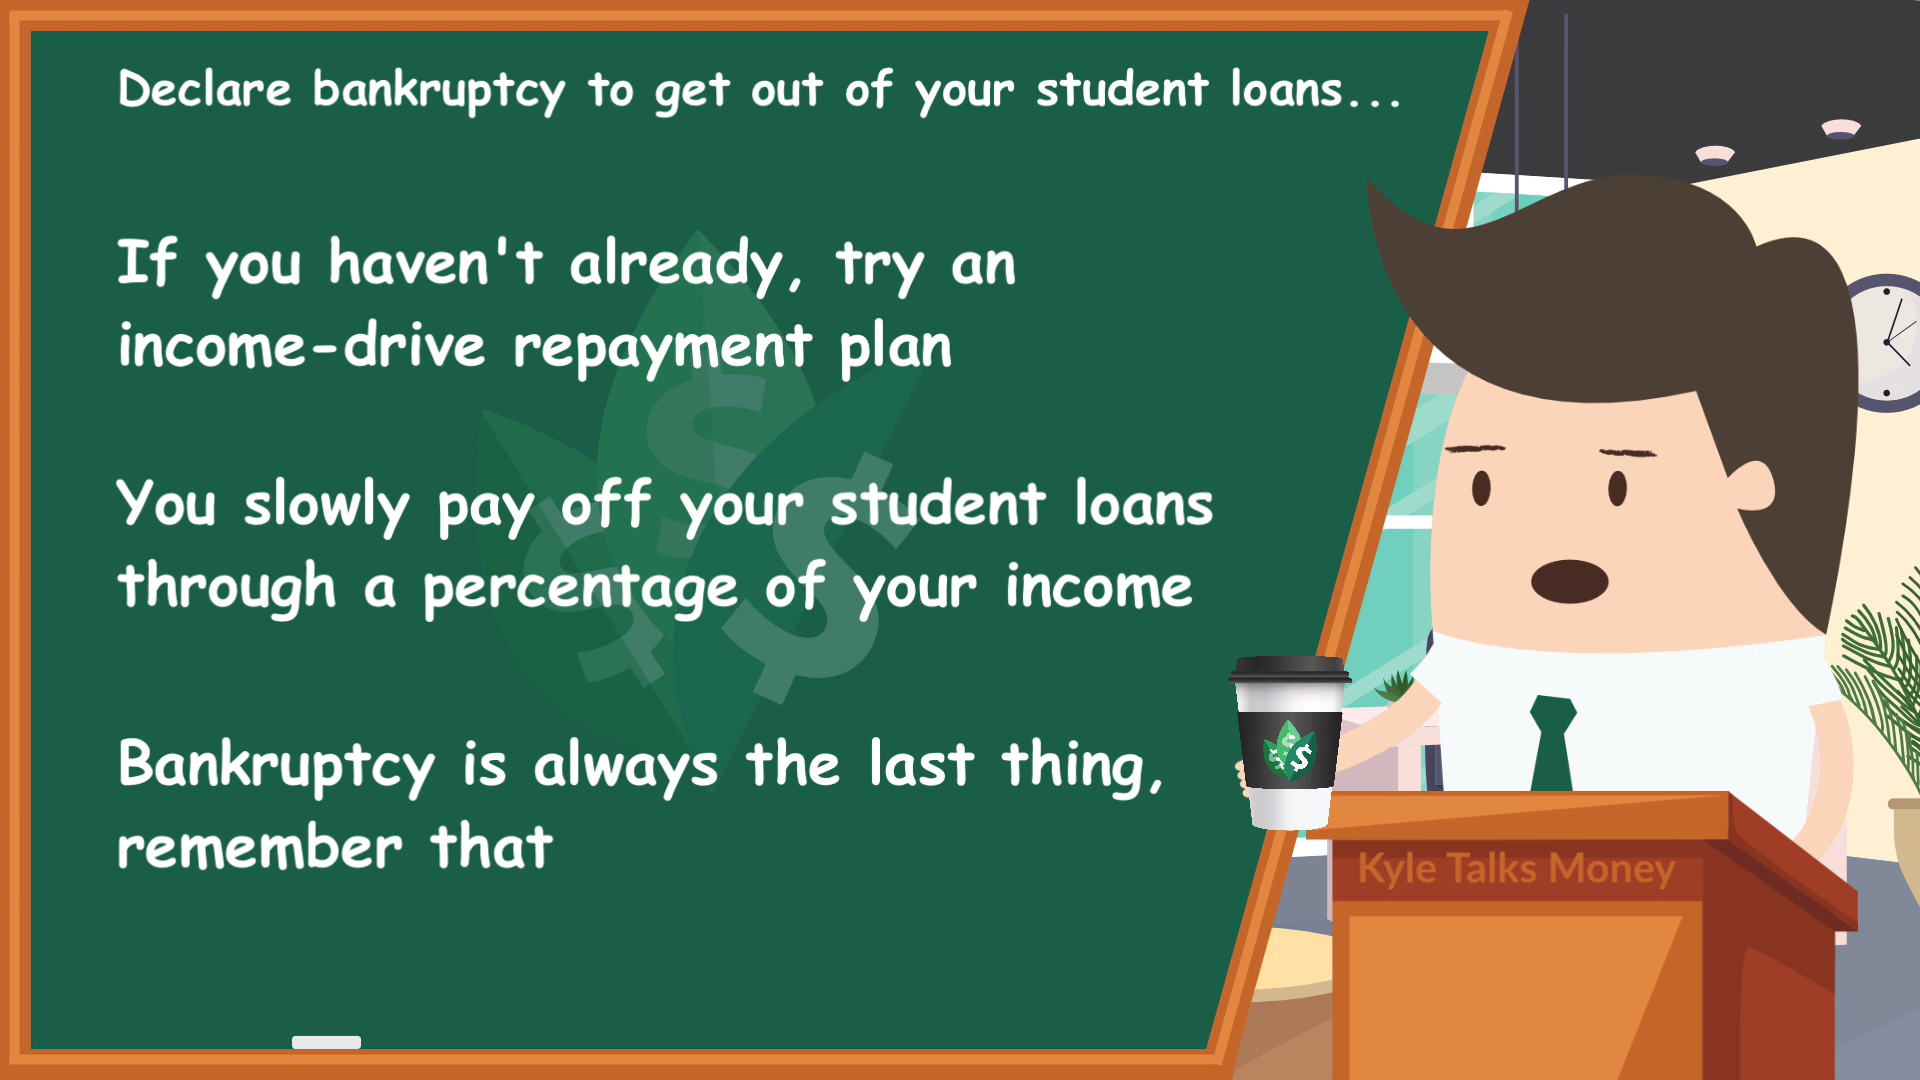 Declare bankruptcy to get out of your student loans...
If you haven't already, try an
income-drive repayment plan
You slowly pay off your student loans
through a percentage of your income
Bankruptcy is always the last thing,
remember that
Kyle Talks Money